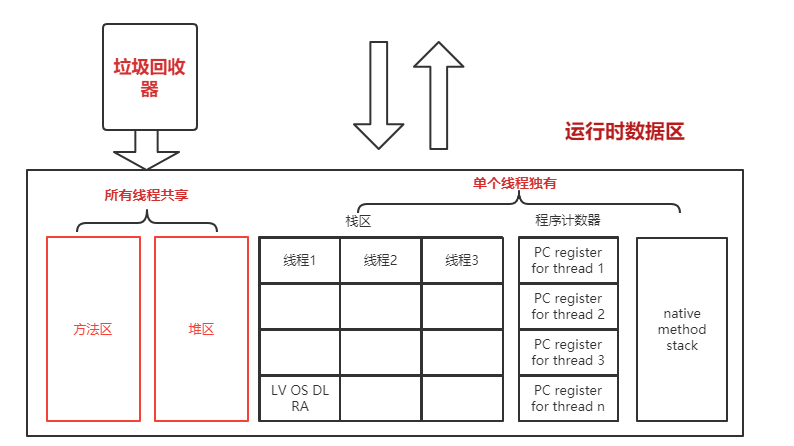 垃圾回收
器
运行时数据区
所有线程共享
单个线程独有
栈区
程序计数器
方法区
堆区
线程1
线程2
线程3
LV OS DL
RA
PC register
for thread 1
PC register
for thread 2
PC register
for thread 3
PC register
for thread n
native
method
stack